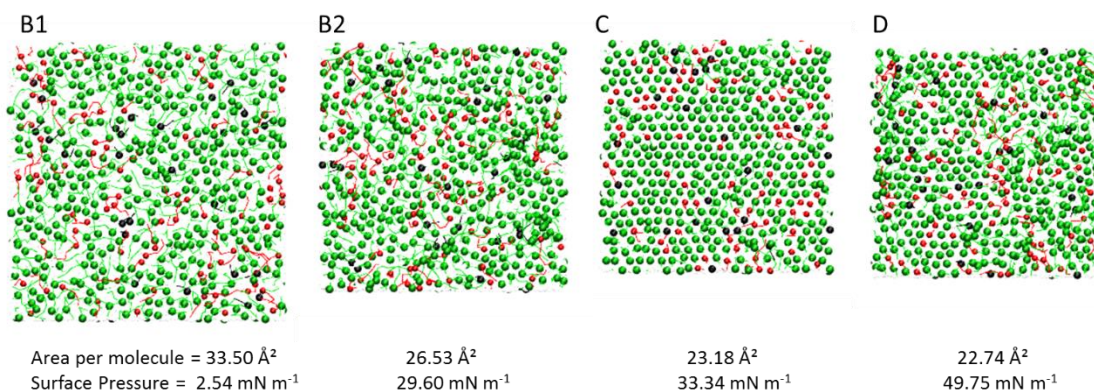 B1 B2 C D
Area per molecule = 33.50 Å² 26.53 Å² 23.18 Å² 22.74 Å²
Surface Pressure = 2.54 mN m⁻¹ 29.60 mN m⁻¹ 33.34 mN m⁻¹ 49.75 mN m⁻¹